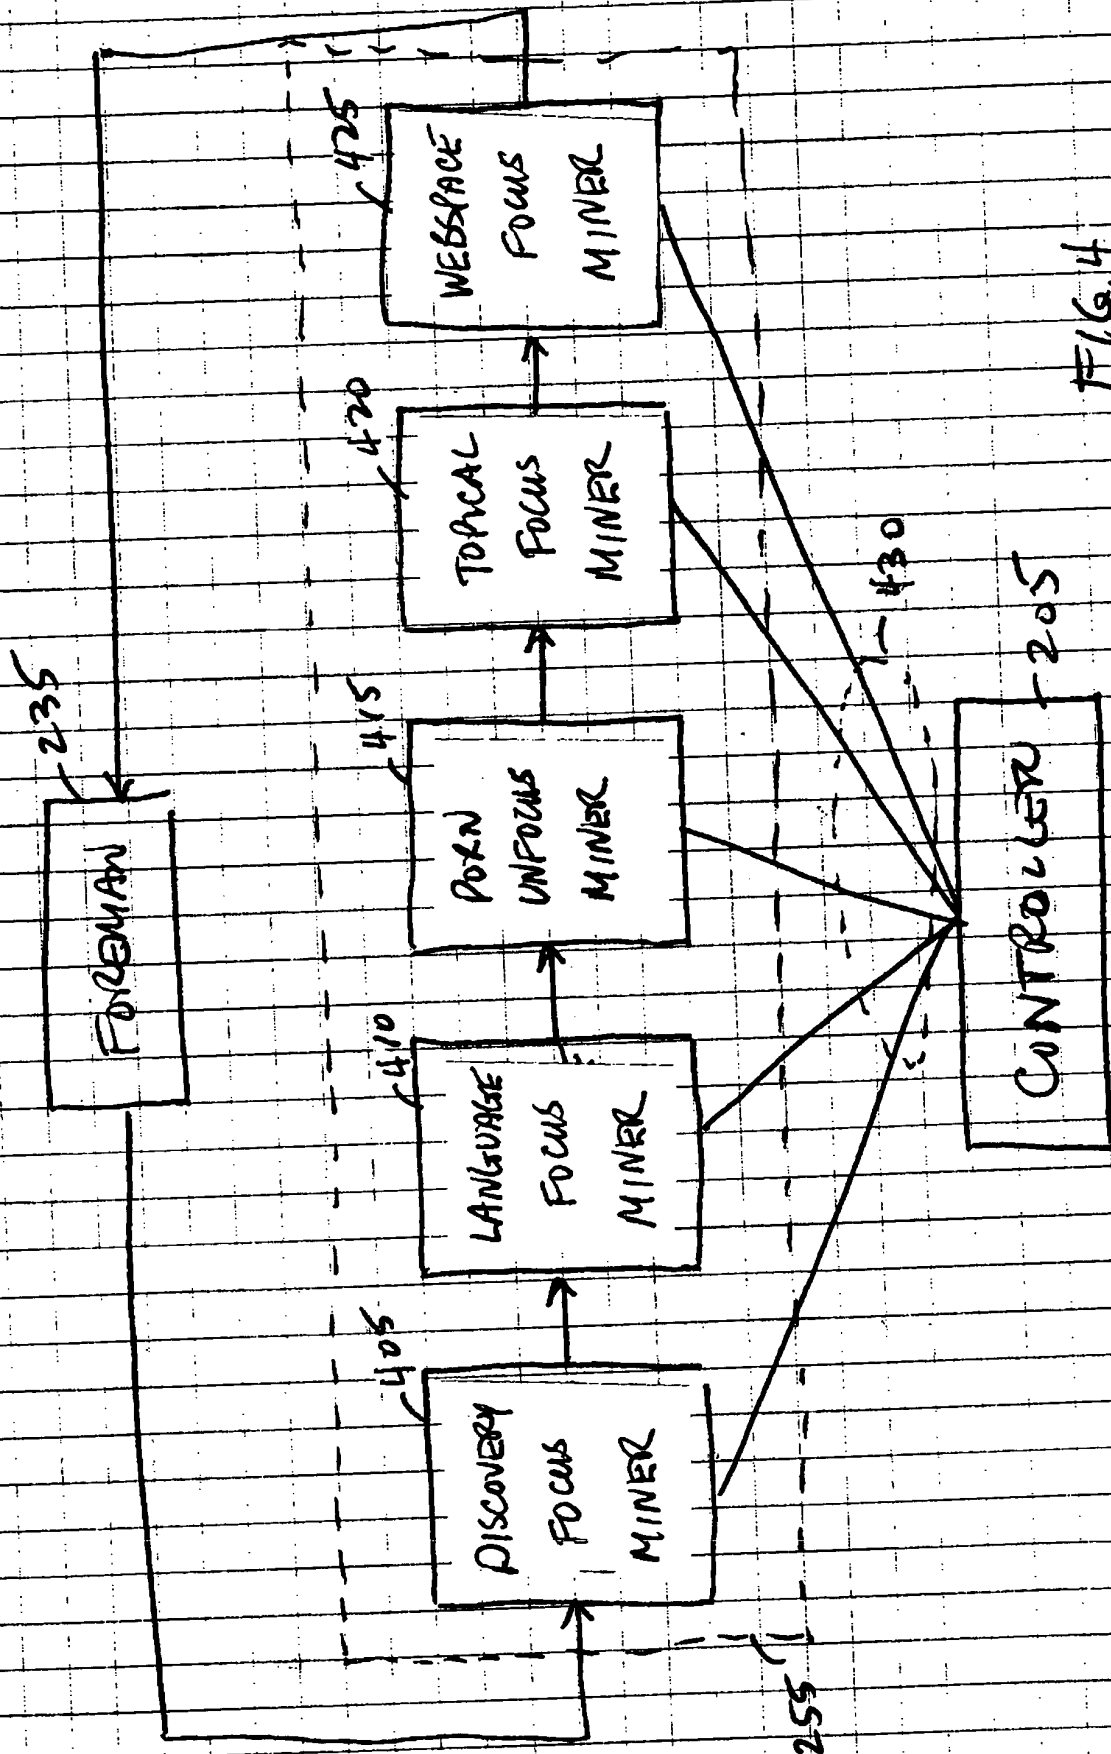 235
FOREMAN
405
DISCOVERY
FOCUS
MINER
410
LANGUAGE
FOCUS
MINER
415
PORN
UNFOCUS
MINER
420
TOPICAL
FOCUS
MINER
425
WEBSPACE
FOCUS
MINER
255
430
CONTROLLER
205
FIG. 4